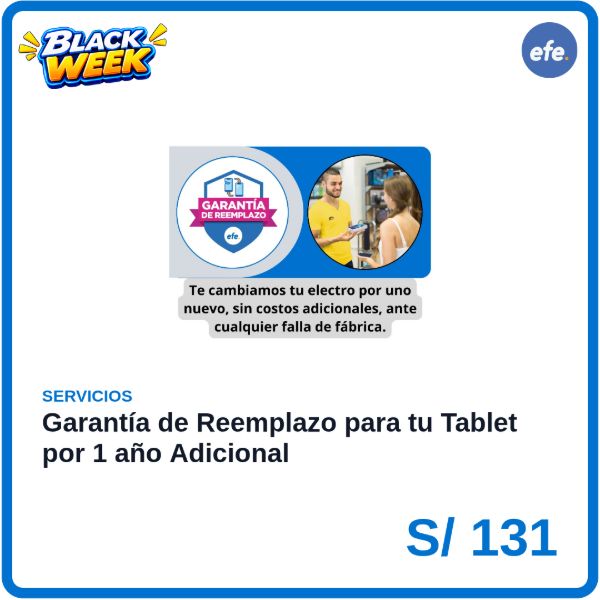 BLACK
WEEK
efe.
GARANTÍA
DE REEMPLAZO
efe.
Te cambiamos tu electro por uno
nuevo, sin costos adicionales, ante
cualquier falla de fábrica.
SERVICIOS
Garantía de Reemplazo para tu Tablet
por 1 año Adicional
S/ 131